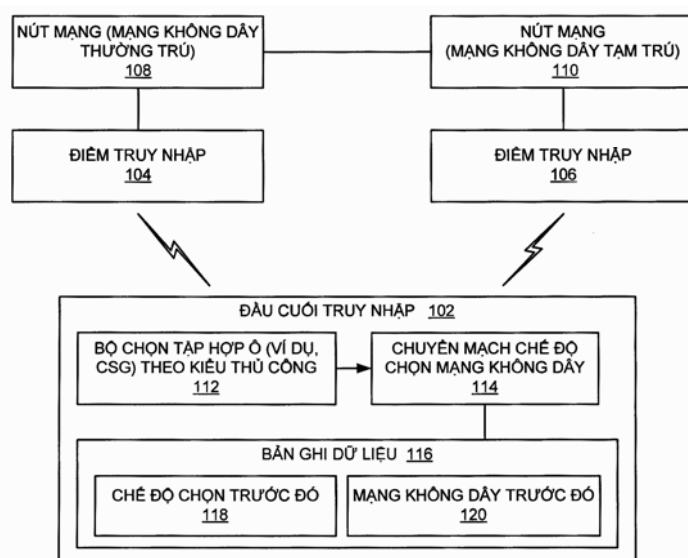 NÚT MẠNG (MẠNG KHÔNG DÂY
THƯỜNG TRÚ)
108
NÚT MẠNG
(MẠNG KHÔNG DÂY TẠM TRÚ)
110
ĐIỂM TRUY NHẬP
104
ĐIỂM TRUY NHẬP
106
ĐẦU CUỐI TRUY NHẬP 102
BỘ CHỌN TẬP HỢP Ô (VÍ DỤ,
CSG) THEO KIỂU THỦ CÔNG
112
CHUYỂN MẠCH CHẾ ĐỘ
CHỌN MẠNG KHÔNG DÂY
114
BẢN GHI DỮ LIỆU 116
CHẾ ĐỘ CHỌN TRƯỚC ĐÓ
118
MẠNG KHÔNG DÂY TRƯỚC ĐÓ
120